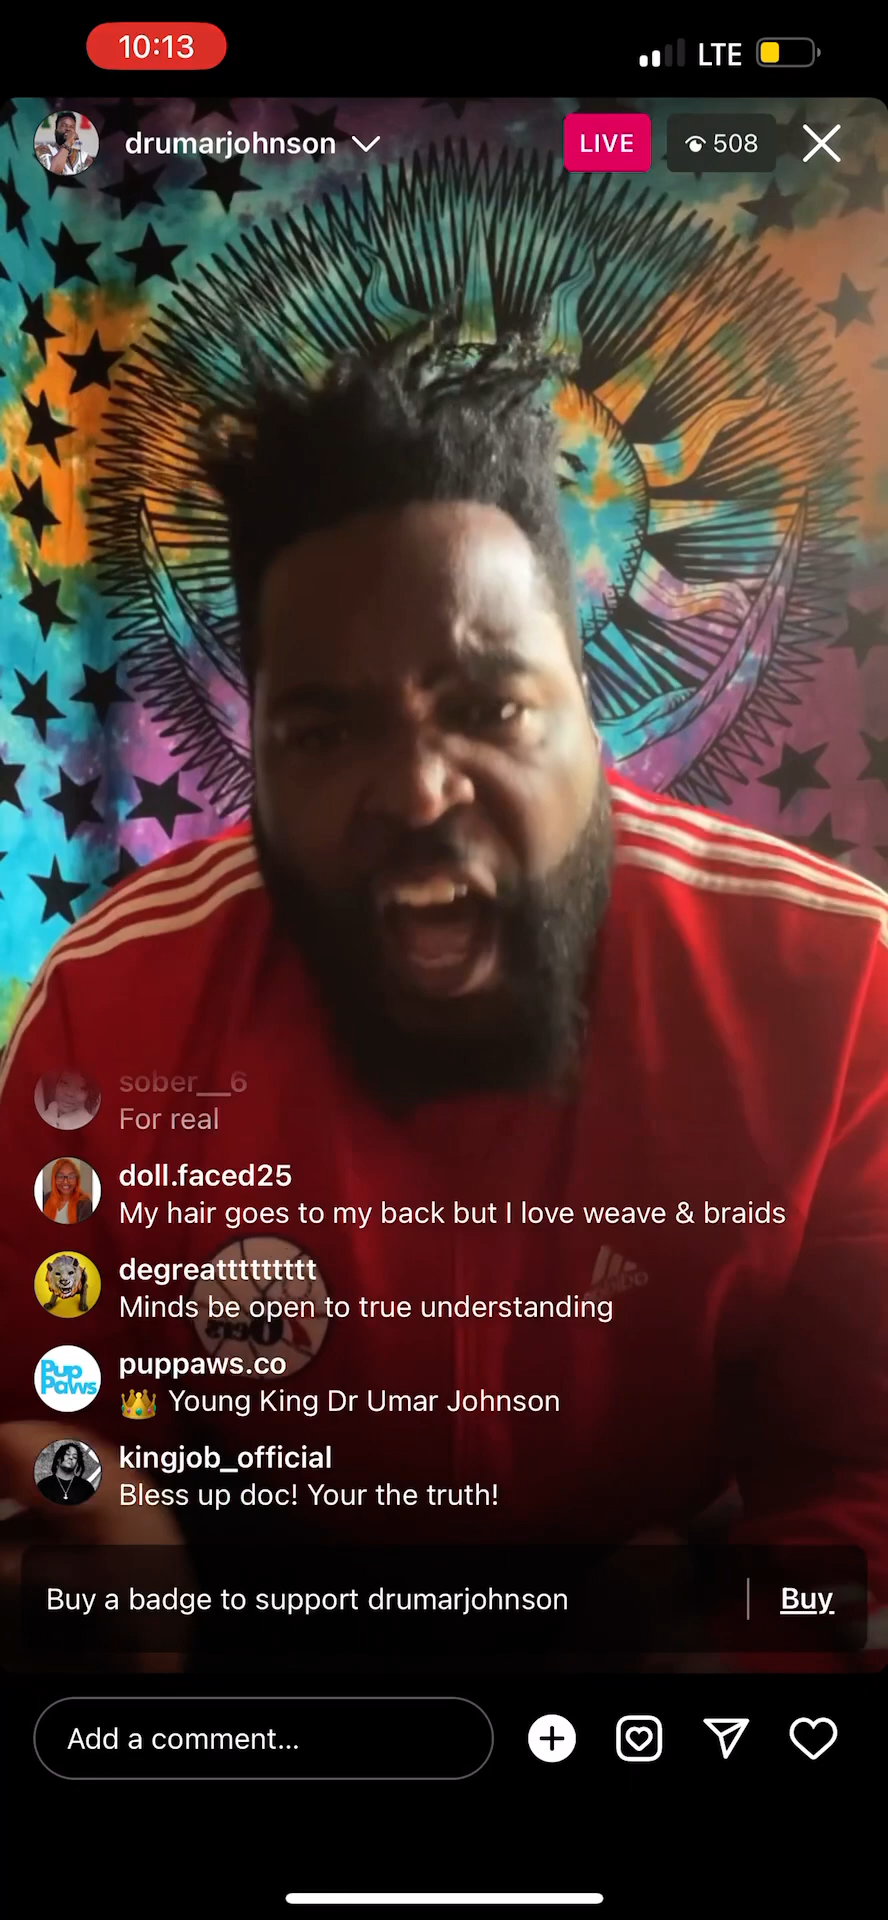 10:13
LTE
drumarjohnson
LIVE
508
sober__6
For real
doll.faced25
My hair goes to my back but I love weave & braids
degreattttttttt
Minds be open to true understanding
puppaws.co
Pup
Paws
👑 Young King Dr Umar Johnson
kingjob_official
Bless up doc! Your the truth!
Buy a badge to support drumarjohnson
Buy
Add a comment...